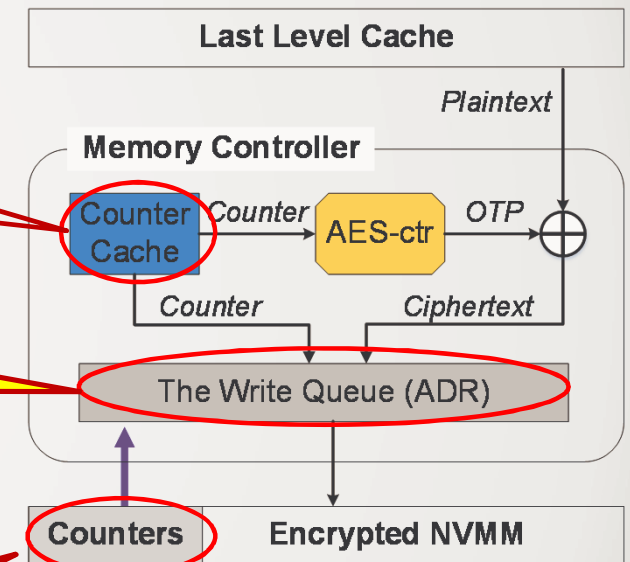 Last Level Cache
Plaintext
Memory Controller
Counter
Cache
Counter
AES-ctr
OTP
Counter
Ciphertext
The Write Queue (ADR)
Counters
Encrypted NVMM